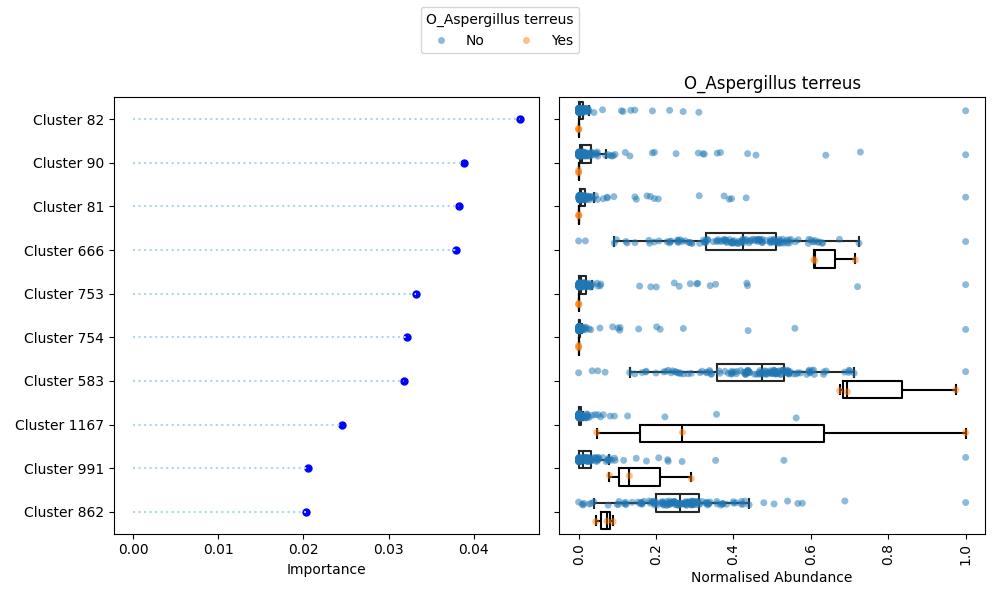 O_Aspergillus terreus
No Yes
O_Aspergillus terreus
Cluster 82
Cluster 90
Cluster 81
Cluster 666
Cluster 753
Cluster 754
Cluster 583
Cluster 1167
Cluster 991
Cluster 862
0.00 0.01 0.02 0.03 0.04
Importance
0.0 0.2 0.4 0.6 0.8 1.0
Normalised Abundance